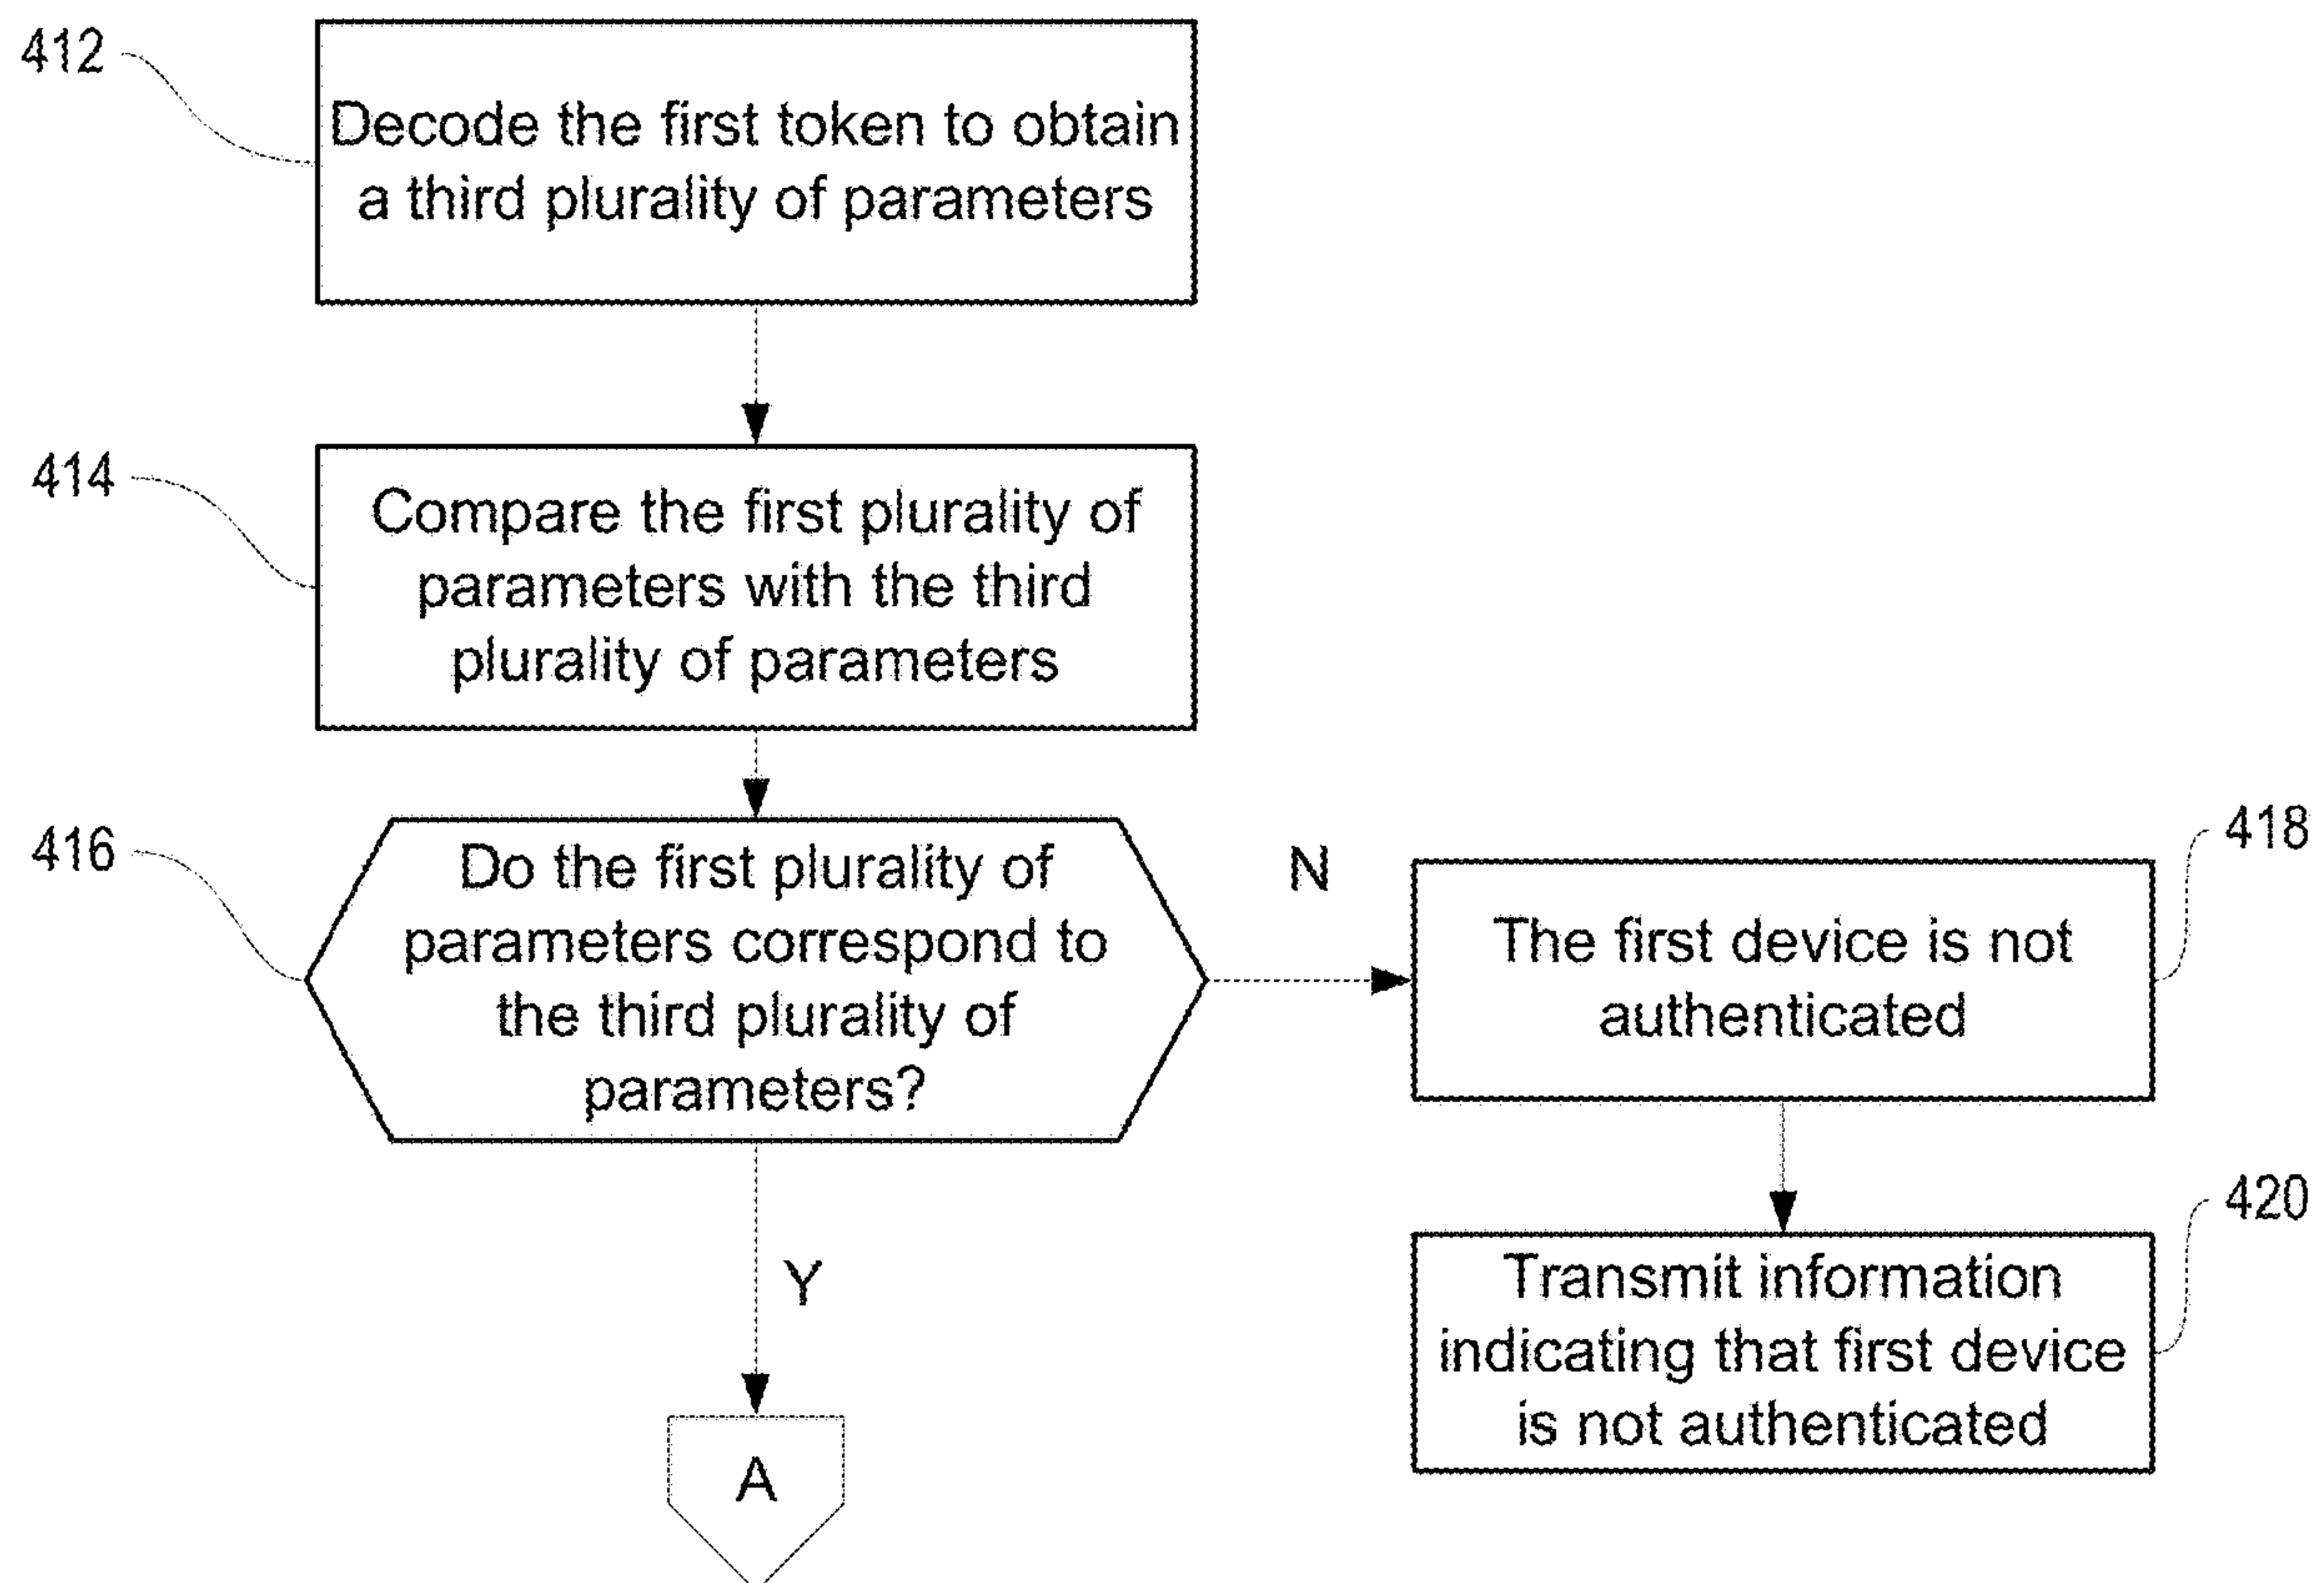 412
Decode the first token to obtain
a third plurality of parameters
414
Compare the first plurality of
parameters with the third
plurality of parameters
416
Do the first plurality of
parameters correspond to
the third plurality of
parameters?
N
418
The first device is not
authenticated
Y
420
Transmit information
indicating that first device
is not authenticated
A